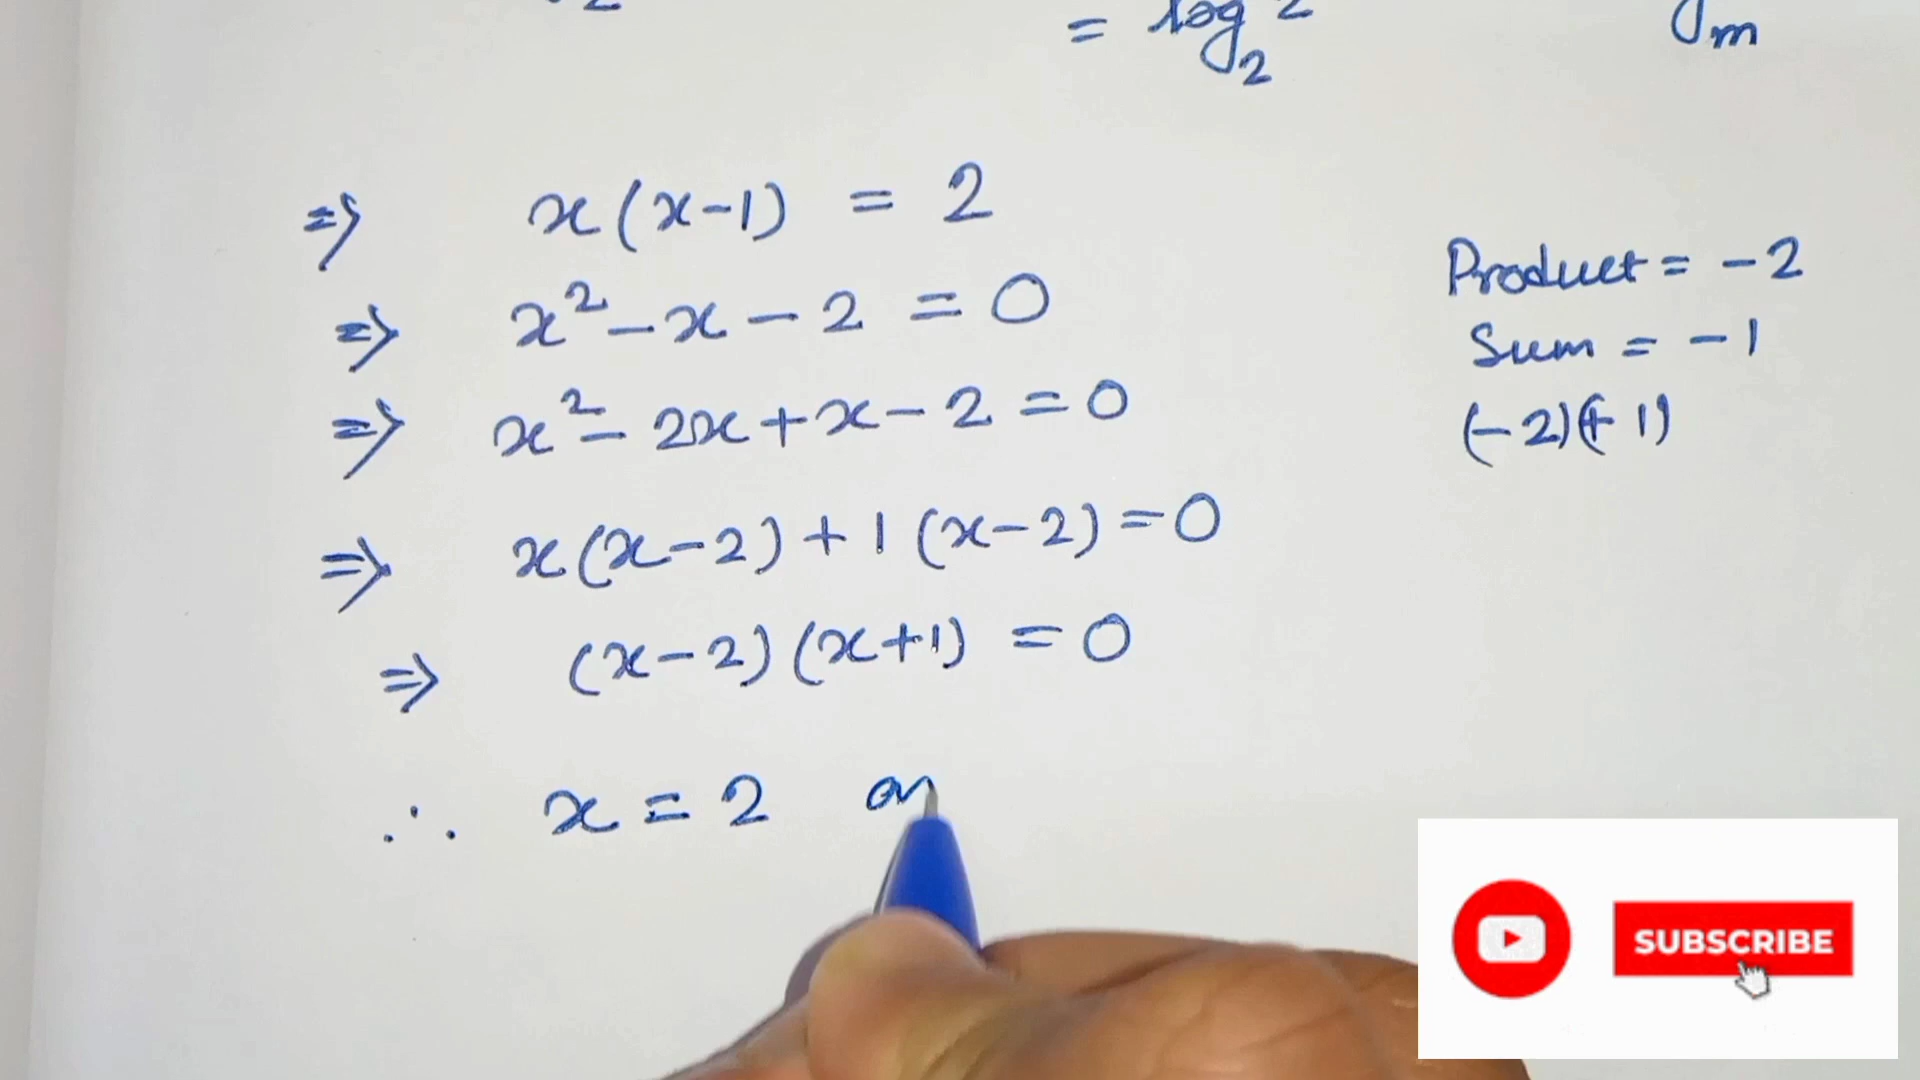 = log₂ 2
m
⇒ x(x-1) = 2
⇒ x² - x - 2 = 0
⇒ x² - 2x + x - 2 = 0
⇒ x(x-2) + 1(x-2) = 0
⇒ (x-2)(x+1) = 0
∴ x = 2 or
Product = -2
Sum = -1
(-2)(+1)
SUBSCRIBE